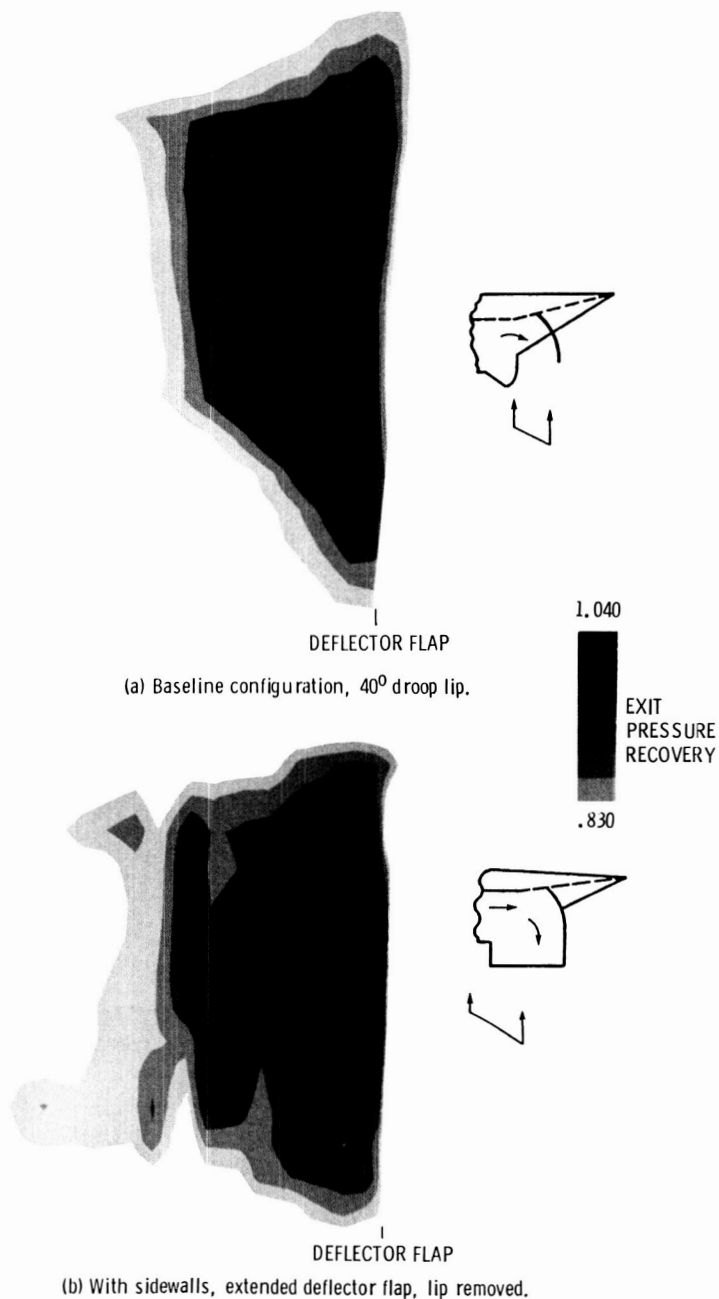 DEFLECTOR FLAP
(a) Baseline configuration, 40° droop lip.
1.040
EXIT
PRESSURE
RECOVERY
.830
DEFLECTOR FLAP
(b) With sidewalls, extended deflector flap, lip removed.